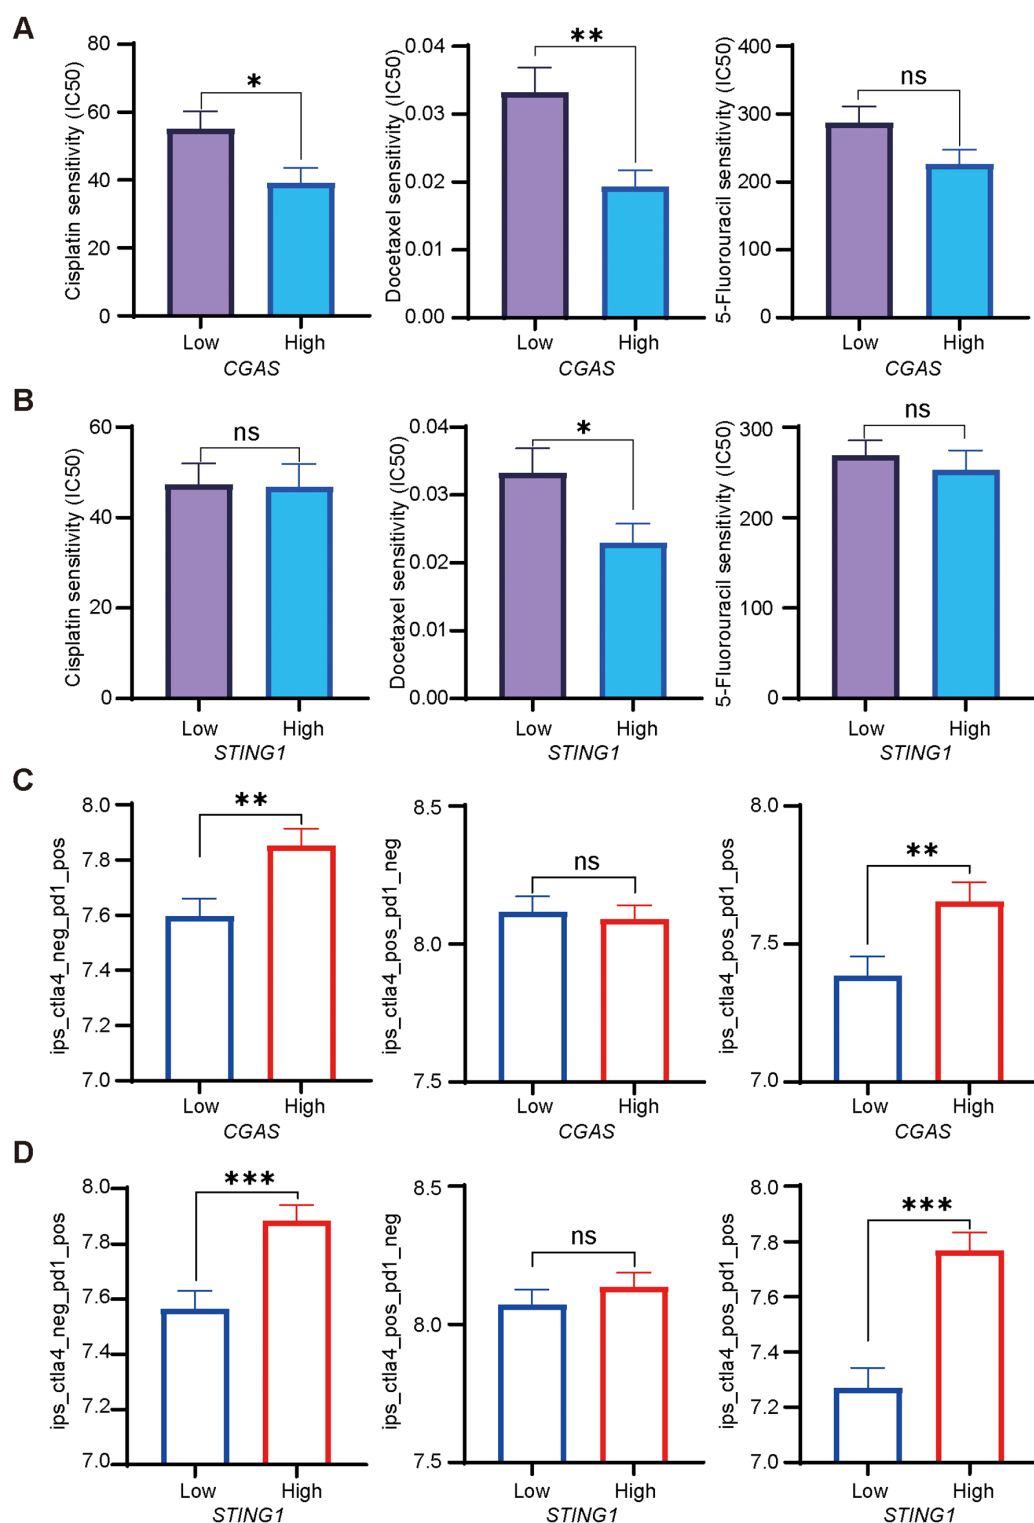 A
Cisplatin sensitivity (IC50)
80
60
40
20
0
*
Low High
CGAS
Docetaxel sensitivity (IC50)
0.04
0.03
0.02
0.01
0.00
**
Low High
CGAS
5-Fluorouracil sensitivity (IC50)
400
300
200
100
0
ns
Low High
CGAS
B
Cisplatin sensitivity (IC50)
60
40
20
0
ns
Low High
STING1
Docetaxel sensitivity (IC50)
0.04
0.03
0.02
0.01
0.00
*
Low High
STING1
5-Fluorouracil sensitivity (IC50)
300
200
100
0
ns
Low High
STING1
C
ips_ctla4_neg_pd1_pos
8.0
7.8
7.6
7.4
7.2
7.0
**
Low High
CGAS
ips_ctla4_pos_pd1_neg
8.5
8.0
7.5
ns
Low High
CGAS
ips_ctla4_pos_pd1_pos
8.0
7.5
7.0
**
Low High
CGAS
D
ips_ctla4_neg_pd1_pos
8.0
7.8
7.6
7.4
7.2
7.0
***
Low High
STING1
ips_ctla4_pos_pd1_neg
8.5
8.0
7.5
ns
Low High
STING1
ips_ctla4_pos_pd1_pos
8.0
7.8
7.6
7.4
7.2
7.0
***
Low High
STING1